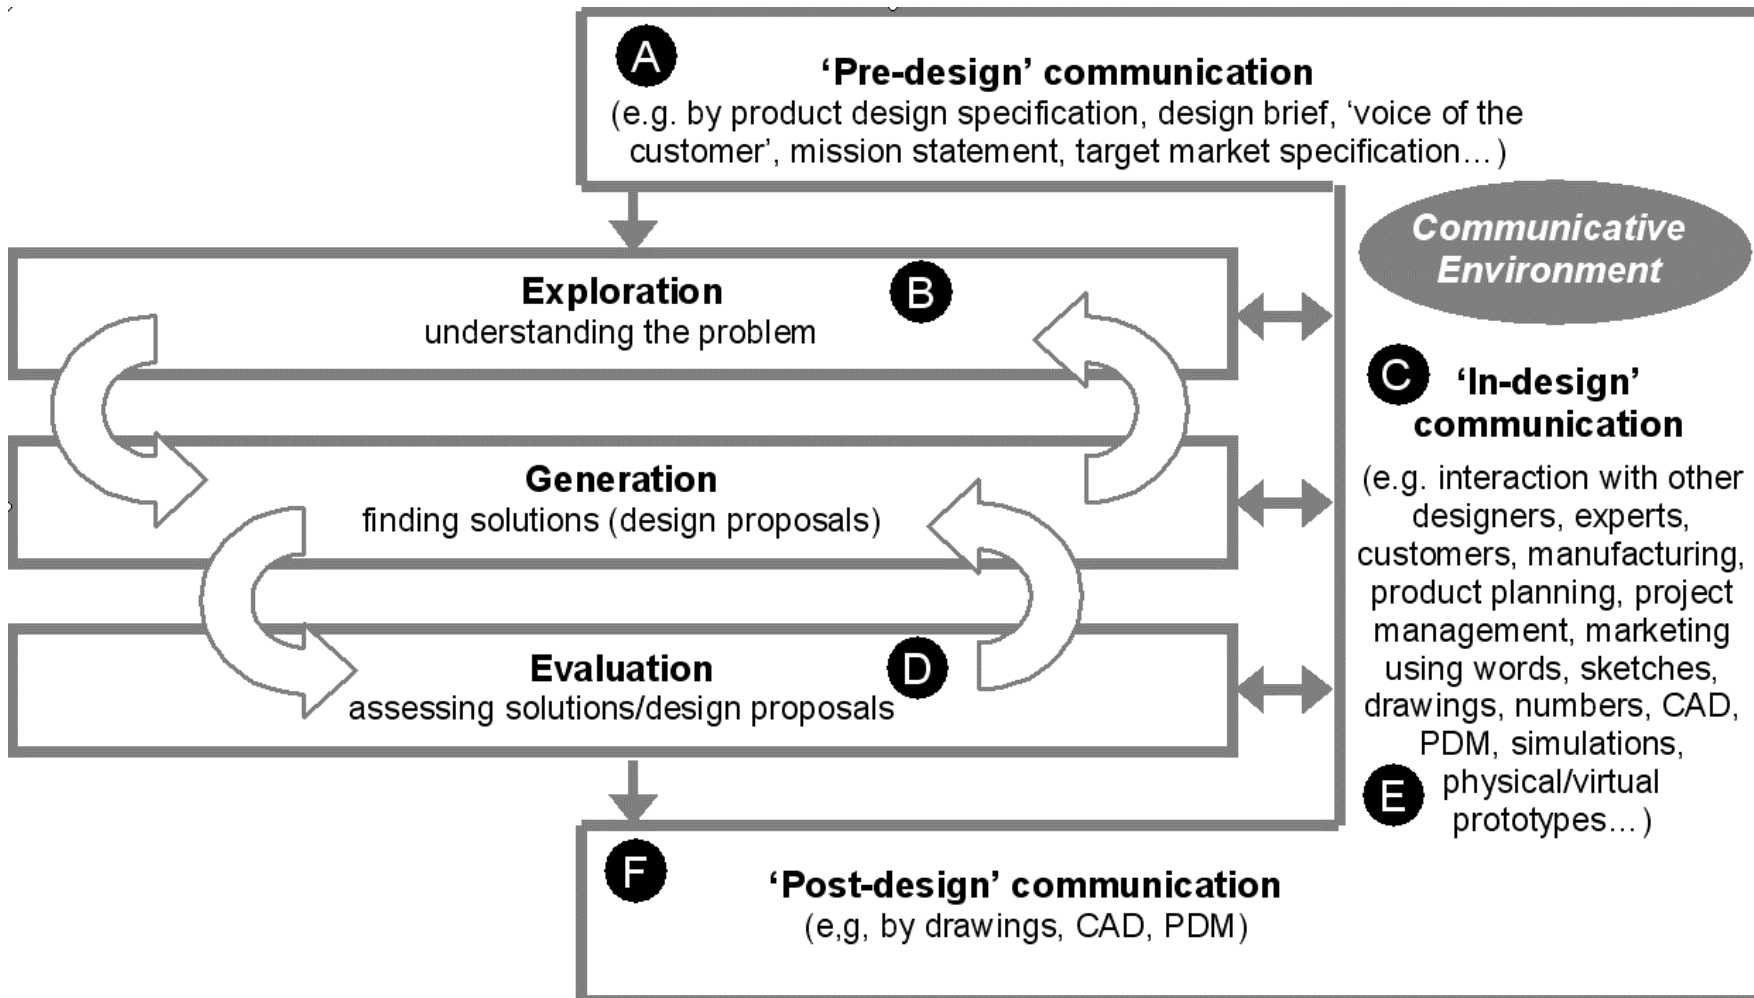 A
‘Pre-design’ communication
(e.g. by product design specification, design brief, ‘voice of the
customer’, mission statement, target market specification…)
Communicative
Environment
Exploration
B
understanding the problem
C
‘In-design’
communication
(e.g. interaction with other
designers, experts,
customers, manufacturing,
product planning, project
management, marketing
using words, sketches,
drawings, numbers, CAD,
PDM, simulations,
physical/virtual
prototypes…)
E
Generation
finding solutions (design proposals)
Evaluation
D
assessing solutions/design proposals
F
‘Post-design’ communication
(e,g, by drawings, CAD, PDM)